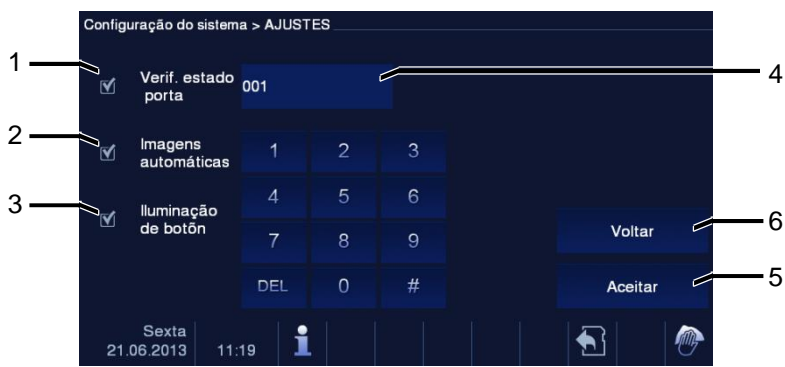 Configuração do sistema > AJUSTES
1
Verif. estado
porta
001
4
2
Imagens
automáticas
1 2 3
3
Iluminação
de botõn
4 5 6
7 8 9
Voltar
6
DEL 0 #
Aceitar
5
Sexta
21.06.2013 11:19